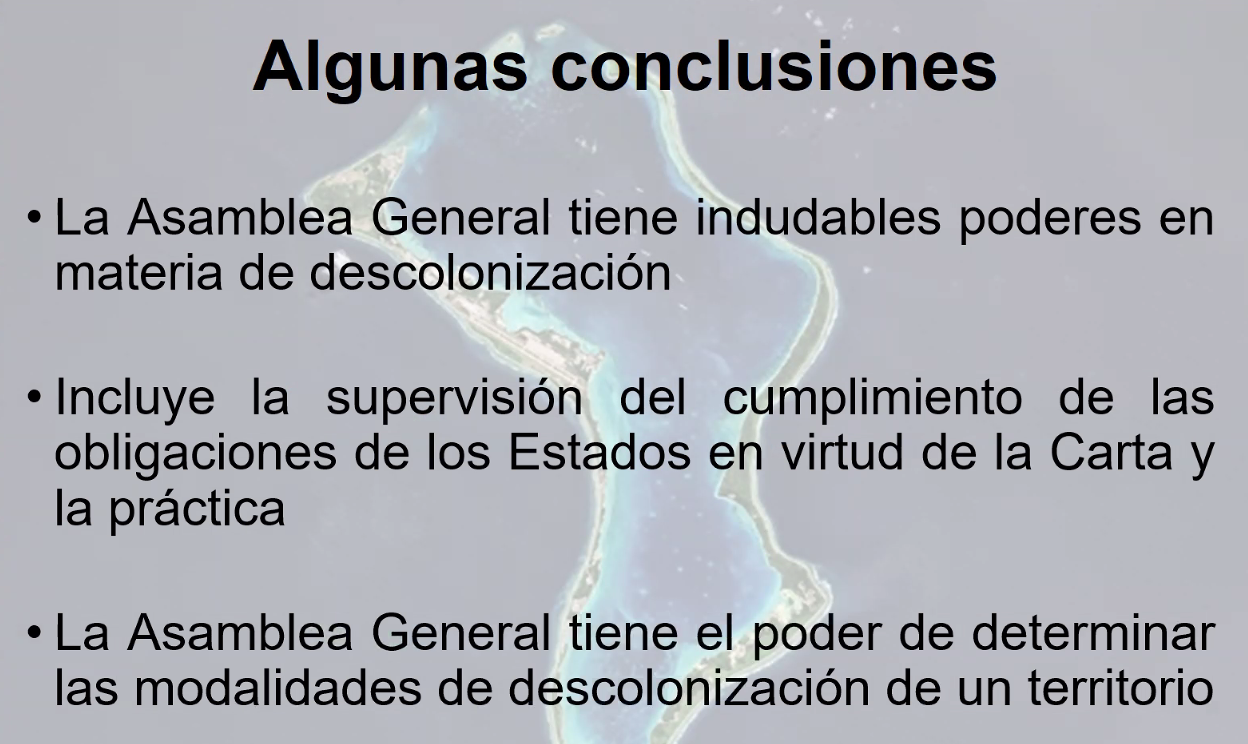 Algunas conclusiones
• La Asamblea General tiene indudables poderes en
materia de descolonización
• Incluye la supervisión del cumplimiento de las
obligaciones de los Estados en virtud de la Carta y
la práctica
• La Asamblea General tiene el poder de determinar
las modalidades de descolonización de un territorio